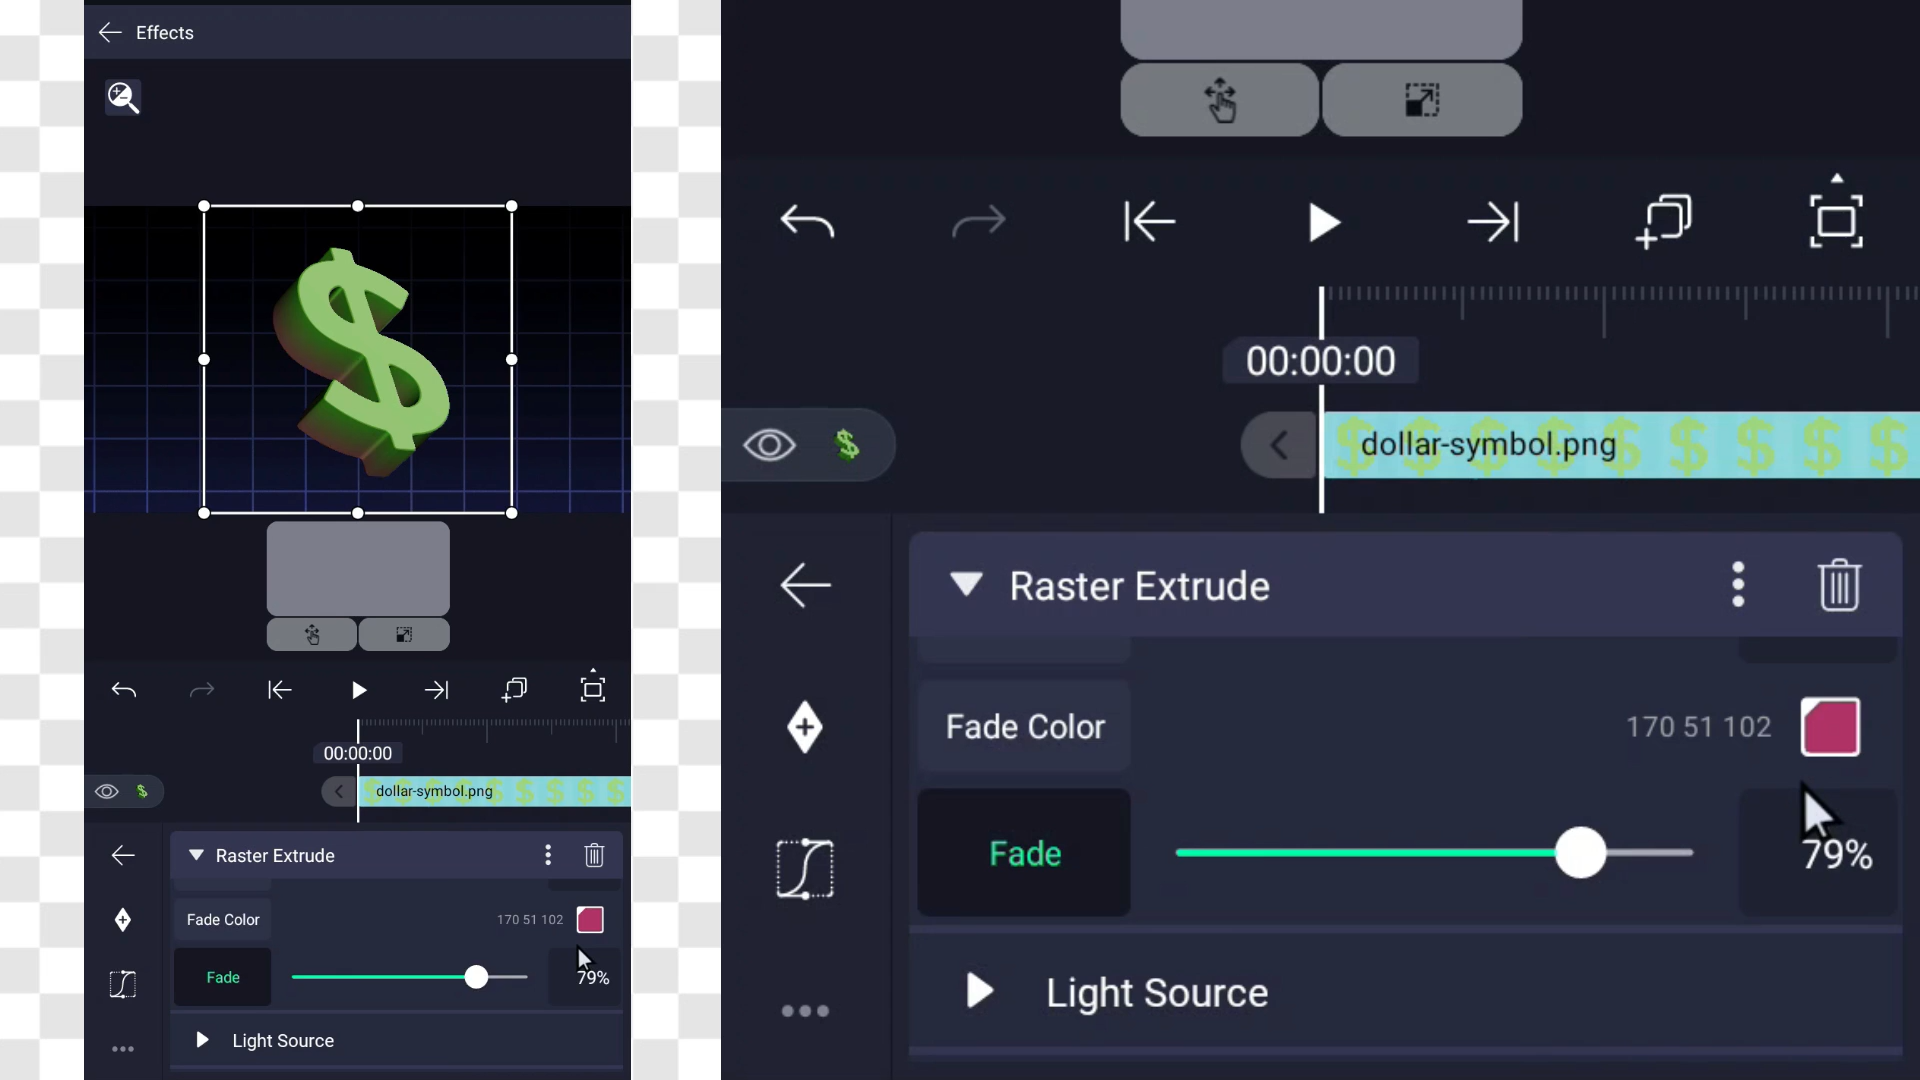 Effects
00:00:00
dollar-symbol.png
Raster Extrude
Fade Color
170 51 102
Fade
79%
Light Source
00:00:00
dollar-symbol.png
Raster Extrude
Fade Color
170 51 102
Fade
79%
Light Source